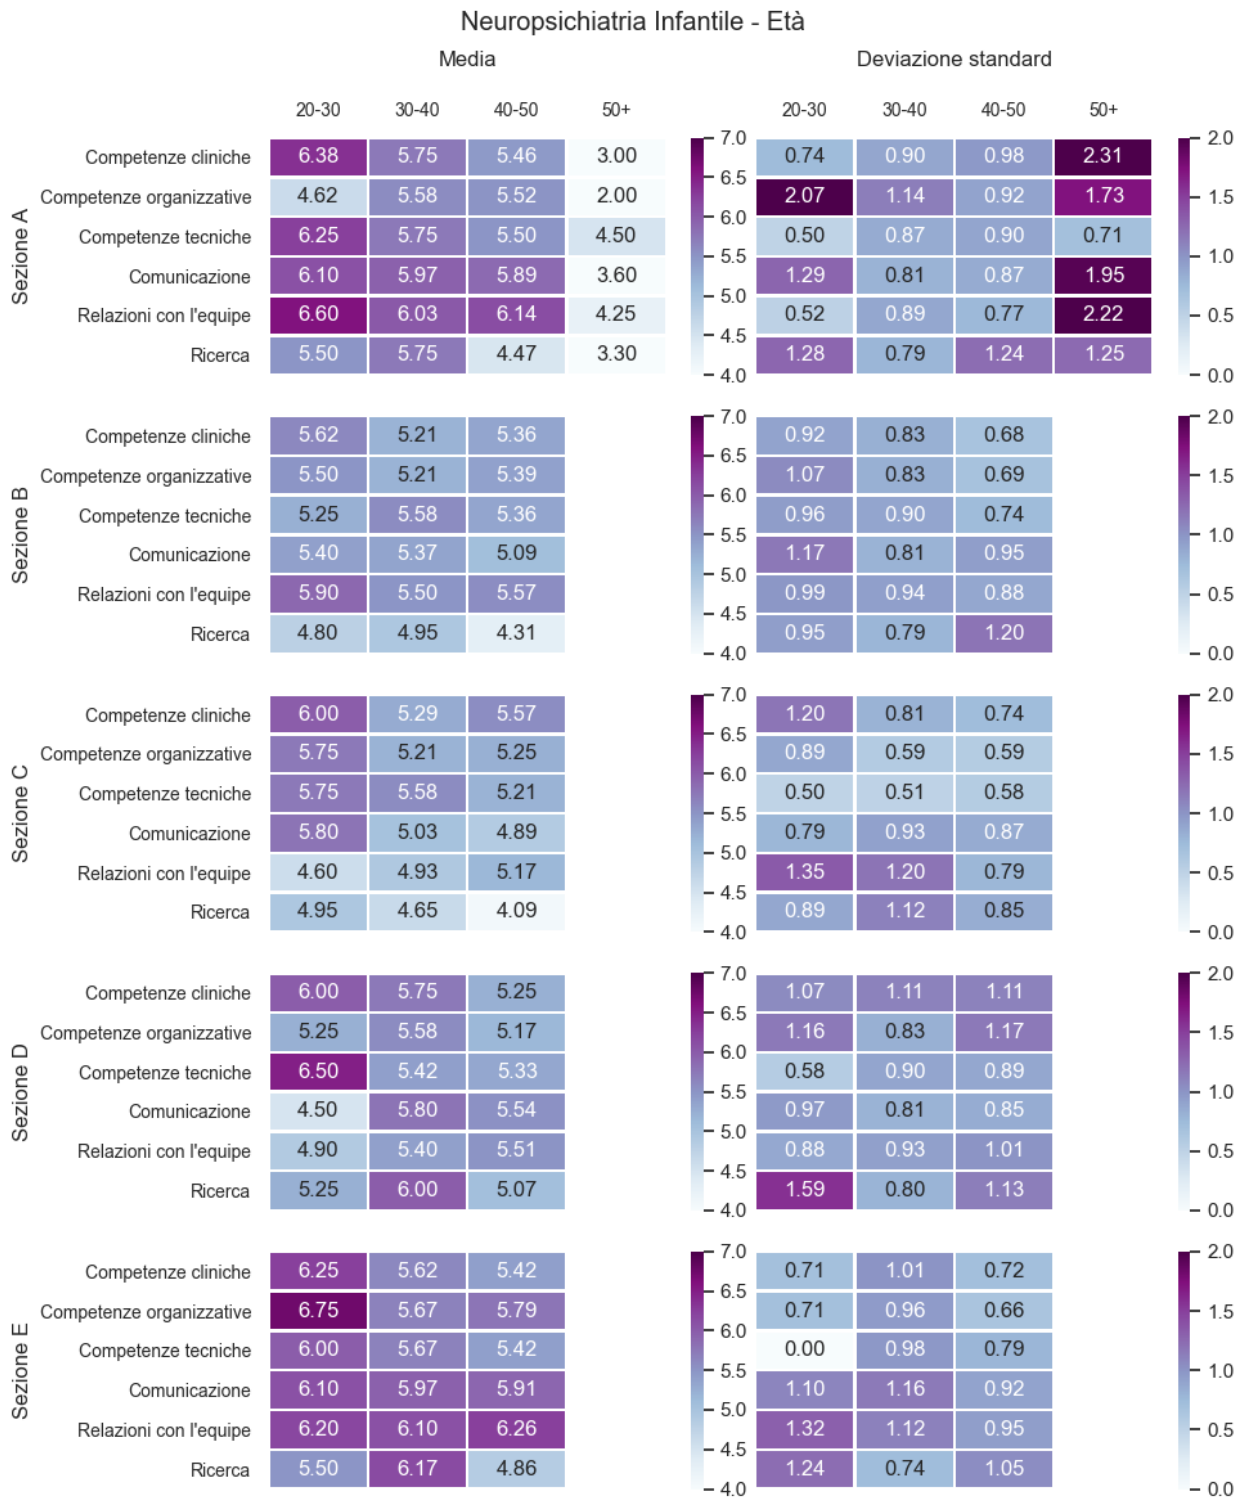 Neuropsichiatria Infantile - Età
Media Deviazione standard
20-30 30-40 40-50 50+ 20-30 30-40 40-50 50+
Sezione A
Competenze cliniche 6.38 5.75 5.46 3.00 0.74 0.90 0.98 2.31
Competenze organizzative 4.62 5.58 5.52 2.00 2.07 1.14 0.92 1.73
Competenze tecniche 6.25 5.75 5.50 4.50 0.50 0.87 0.90 0.71
Comunicazione 6.10 5.97 5.89 3.60 1.29 0.81 0.87 1.95
Relazioni con l'equipe 6.60 6.03 6.14 4.25 0.52 0.89 0.77 2.22
Ricerca 5.50 5.75 4.47 3.30 1.28 0.79 1.24 1.25
7.0 6.5 6.0 5.5 5.0 4.5 4.0
2.0 1.5 1.0 0.5 0.0
Sezione B
Competenze cliniche 5.62 5.21 5.36 0.92 0.83 0.68
Competenze organizzative 5.50 5.21 5.39 1.07 0.83 0.69
Competenze tecniche 5.25 5.58 5.36 0.96 0.90 0.74
Comunicazione 5.40 5.37 5.09 1.17 0.81 0.95
Relazioni con l'equipe 5.90 5.50 5.57 0.99 0.94 0.88
Ricerca 4.80 4.95 4.31 0.95 0.79 1.20
7.0 6.5 6.0 5.5 5.0 4.5 4.0
2.0 1.5 1.0 0.5 0.0
Sezione C
Competenze cliniche 6.00 5.29 5.57 1.20 0.81 0.74
Competenze organizzative 5.75 5.21 5.25 0.89 0.59 0.59
Competenze tecniche 5.75 5.58 5.21 0.50 0.51 0.58
Comunicazione 5.80 5.03 4.89 0.79 0.93 0.87
Relazioni con l'equipe 4.60 4.93 5.17 1.35 1.20 0.79
Ricerca 4.95 4.65 4.09 0.89 1.12 0.85
7.0 6.5 6.0 5.5 5.0 4.5 4.0
2.0 1.5 1.0 0.5 0.0
Sezione D
Competenze cliniche 6.00 5.75 5.25 1.07 1.11 1.11
Competenze organizzative 5.25 5.58 5.17 1.16 0.83 1.17
Competenze tecniche 6.50 5.42 5.33 0.58 0.90 0.89
Comunicazione 4.50 5.80 5.54 0.97 0.81 0.85
Relazioni con l'equipe 4.90 5.40 5.51 0.88 0.93 1.01
Ricerca 5.25 6.00 5.07 1.59 0.80 1.13
7.0 6.5 6.0 5.5 5.0 4.5 4.0
2.0 1.5 1.0 0.5 0.0
Sezione E
Competenze cliniche 6.25 5.62 5.42 0.71 1.01 0.72
Competenze organizzative 6.75 5.67 5.79 0.71 0.96 0.66
Competenze tecniche 6.00 5.67 5.42 0.00 0.98 0.79
Comunicazione 6.10 5.97 5.91 1.10 1.16 0.92
Relazioni con l'equipe 6.20 6.10 6.26 1.32 1.12 0.95
Ricerca 5.50 6.17 4.86 1.24 0.74 1.05
7.0 6.5 6.0 5.5 5.0 4.5 4.0
2.0 1.5 1.0 0.5 0.0